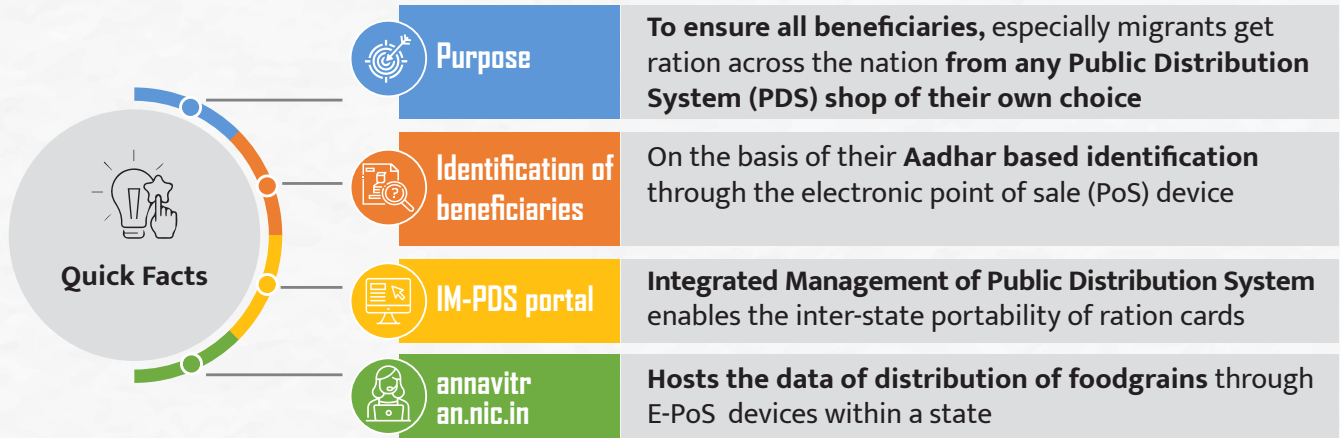 Quick Facts
Purpose
To ensure all beneficiaries, especially migrants get
ration across the nation from any Public Distribution
System (PDS) shop of their own choice
Identification of
beneficiaries
On the basis of their Aadhar based identification
through the electronic point of sale (PoS) device
IM-PDS portal
Integrated Management of Public Distribution System
enables the inter-state portability of ration cards
annavitr
an.nic.in
Hosts the data of distribution of foodgrains through
E-PoS devices within a state